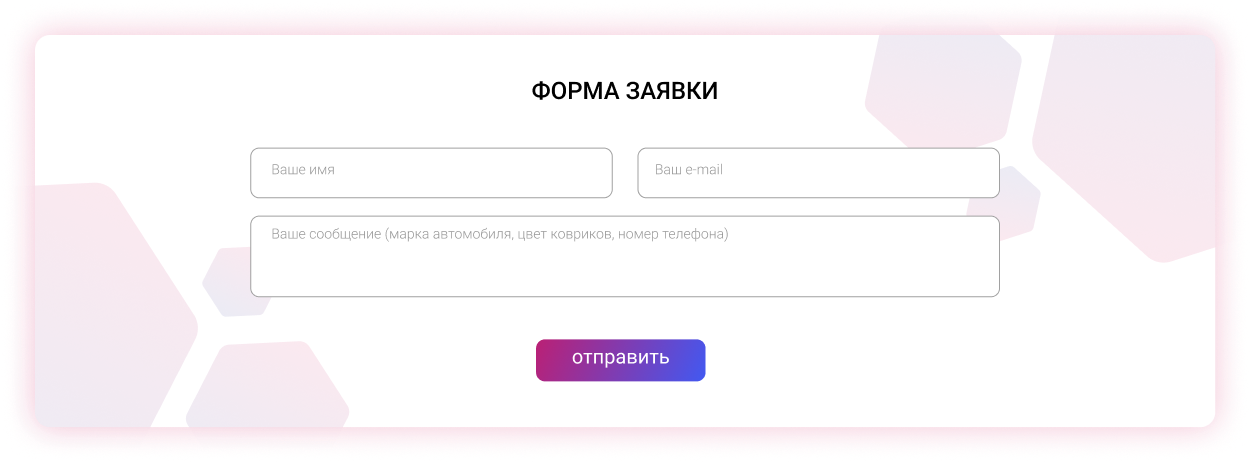 ФОРМА ЗАЯВКИ
Ваше имя
Ваш e-mail
Ваше сообщение (марка автомобиля, цвет ковриков, номер телефона)
отправить